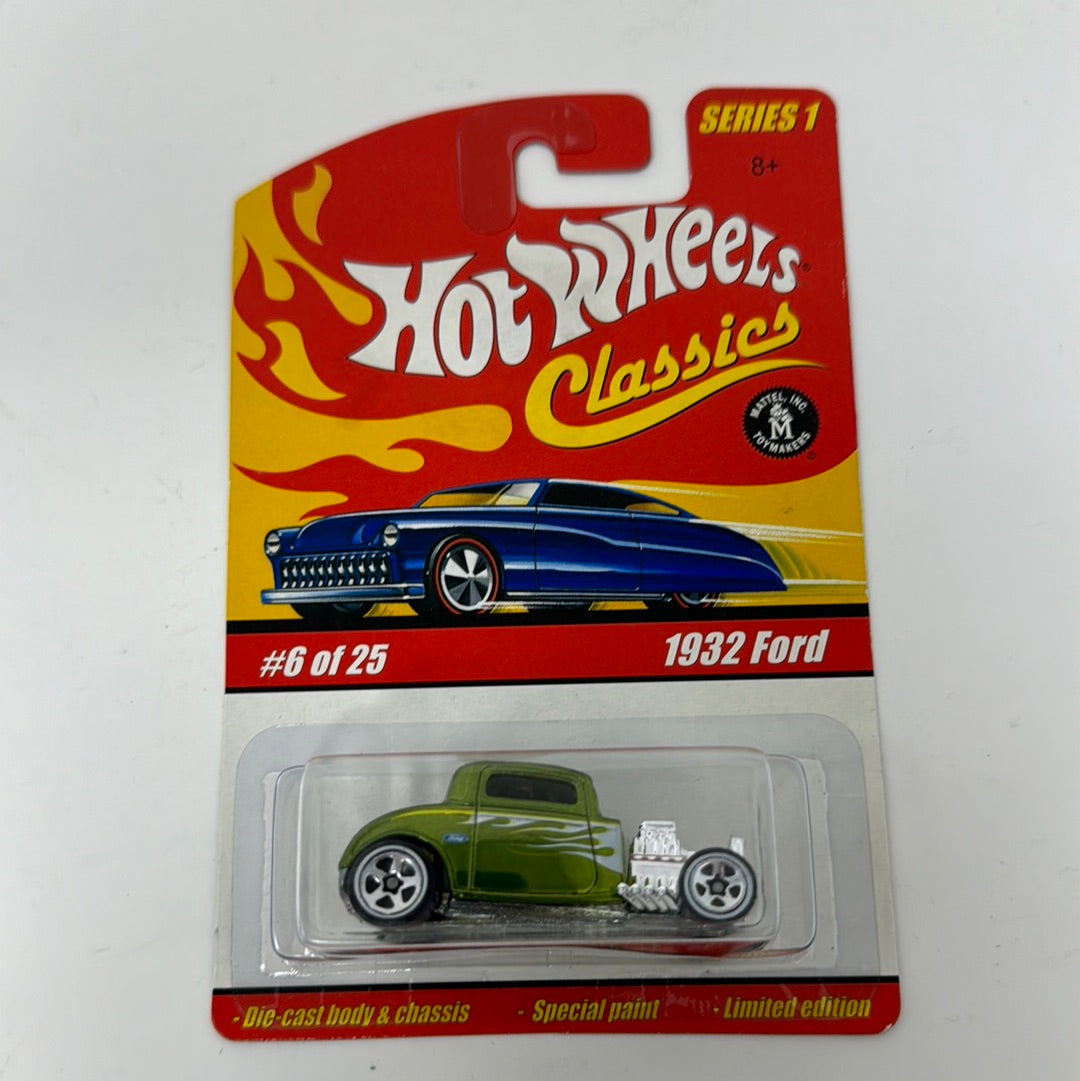 SERIES 1
8+
Hot Wheels®
Classics
MATTEL, INC.
M
TOYMAKERS
®
#6 of 25
1932 Ford
Ford
- Die-cast body & chassis - Special paint - Limited edition